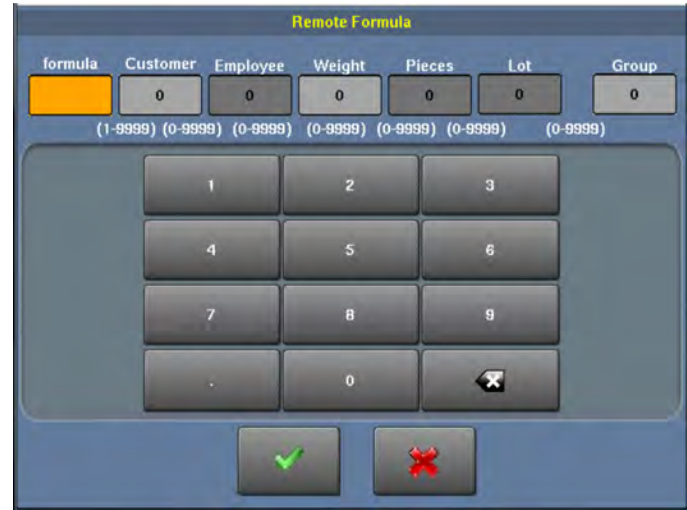 Remote Formula
formula Customer Employee Weight Pieces Lot Group
0 0 0 0 0 0
(1-9999) (0-9999) (0-9999) (0-9999) (0-9999) (0-9999) (0-9999)
1 2 3
4 5 6
7 8 9
. 0